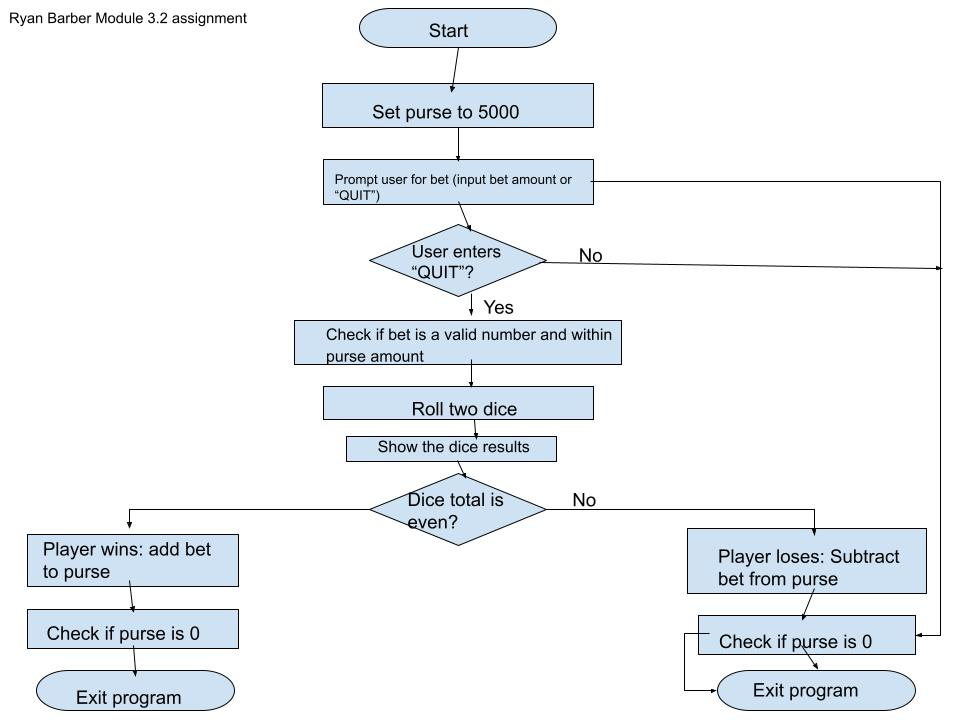 Ryan Barber Module 3.2 assignment
Start
Set purse to 5000
Prompt user for bet (input bet amount or
“QUIT”)
User enters
“QUIT”?
No
Yes
Check if bet is a valid number and within
purse amount
Roll two dice
Show the dice results
Dice total is
even?
No
Player wins: add bet
to purse
Player loses: Subtract
bet from purse
Check if purse is 0
Check if purse is 0
Exit program
Exit program